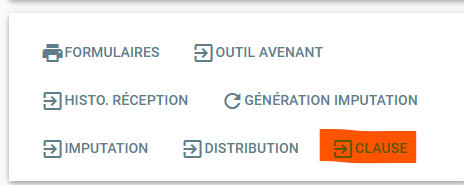 FORMULAIRES OUTIL AVENANT
HISTO. RÉCEPTION GÉNÉRATION IMPUTATION
IMPUTATION DISTRIBUTION CLAUSE